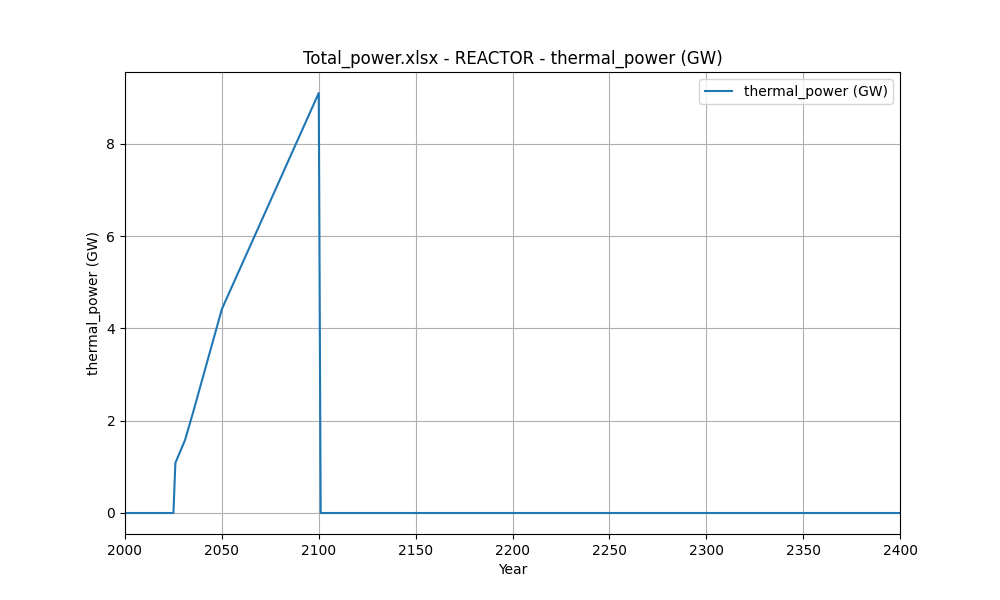 Total_power.xlsx - REACTOR - thermal_power (GW)
thermal_power (GW)
thermal_power (GW)
8
6
4
2
0
2000 2050 2100 2150 2200 2250 2300 2350 2400
Year